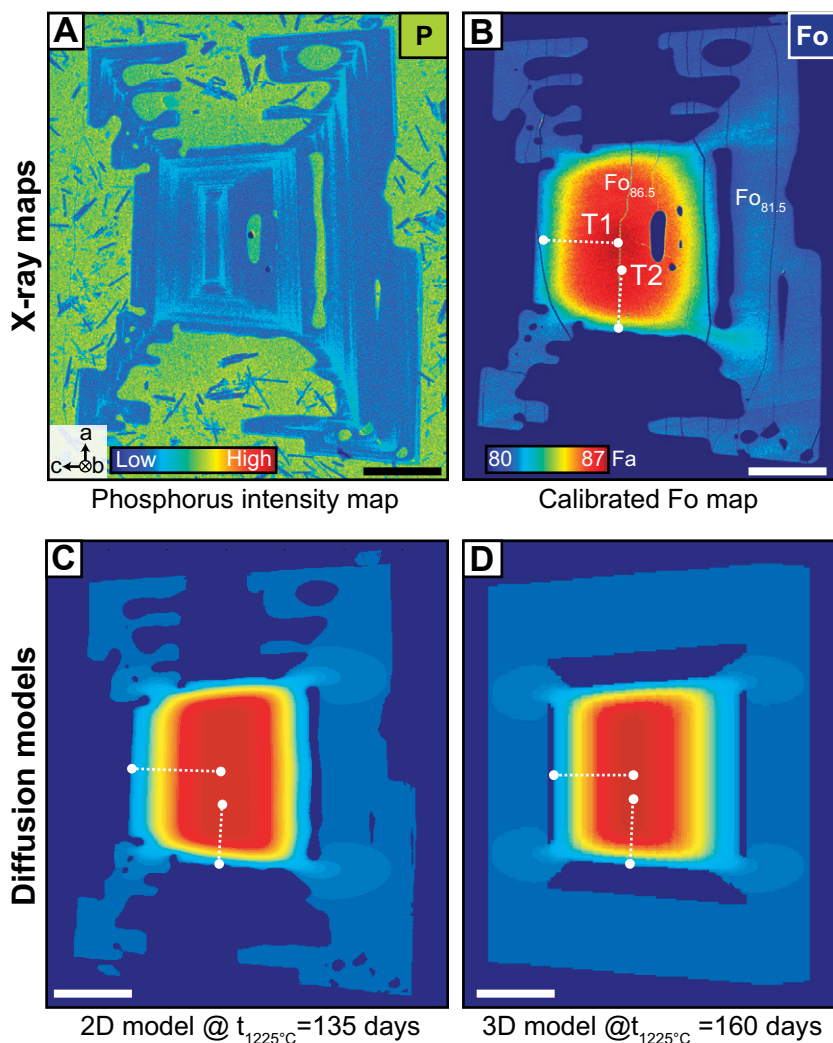 X-ray maps
A
P
a
c
b
Low
High
Phosphorus intensity map
B
Fo
Fo86.5
Fo81.5
T1
T2
80
87
Fa
Calibrated Fo map
Diffusion models
C
2D model @ t1225°C=135 days
D
3D model @t1225°C =160 days